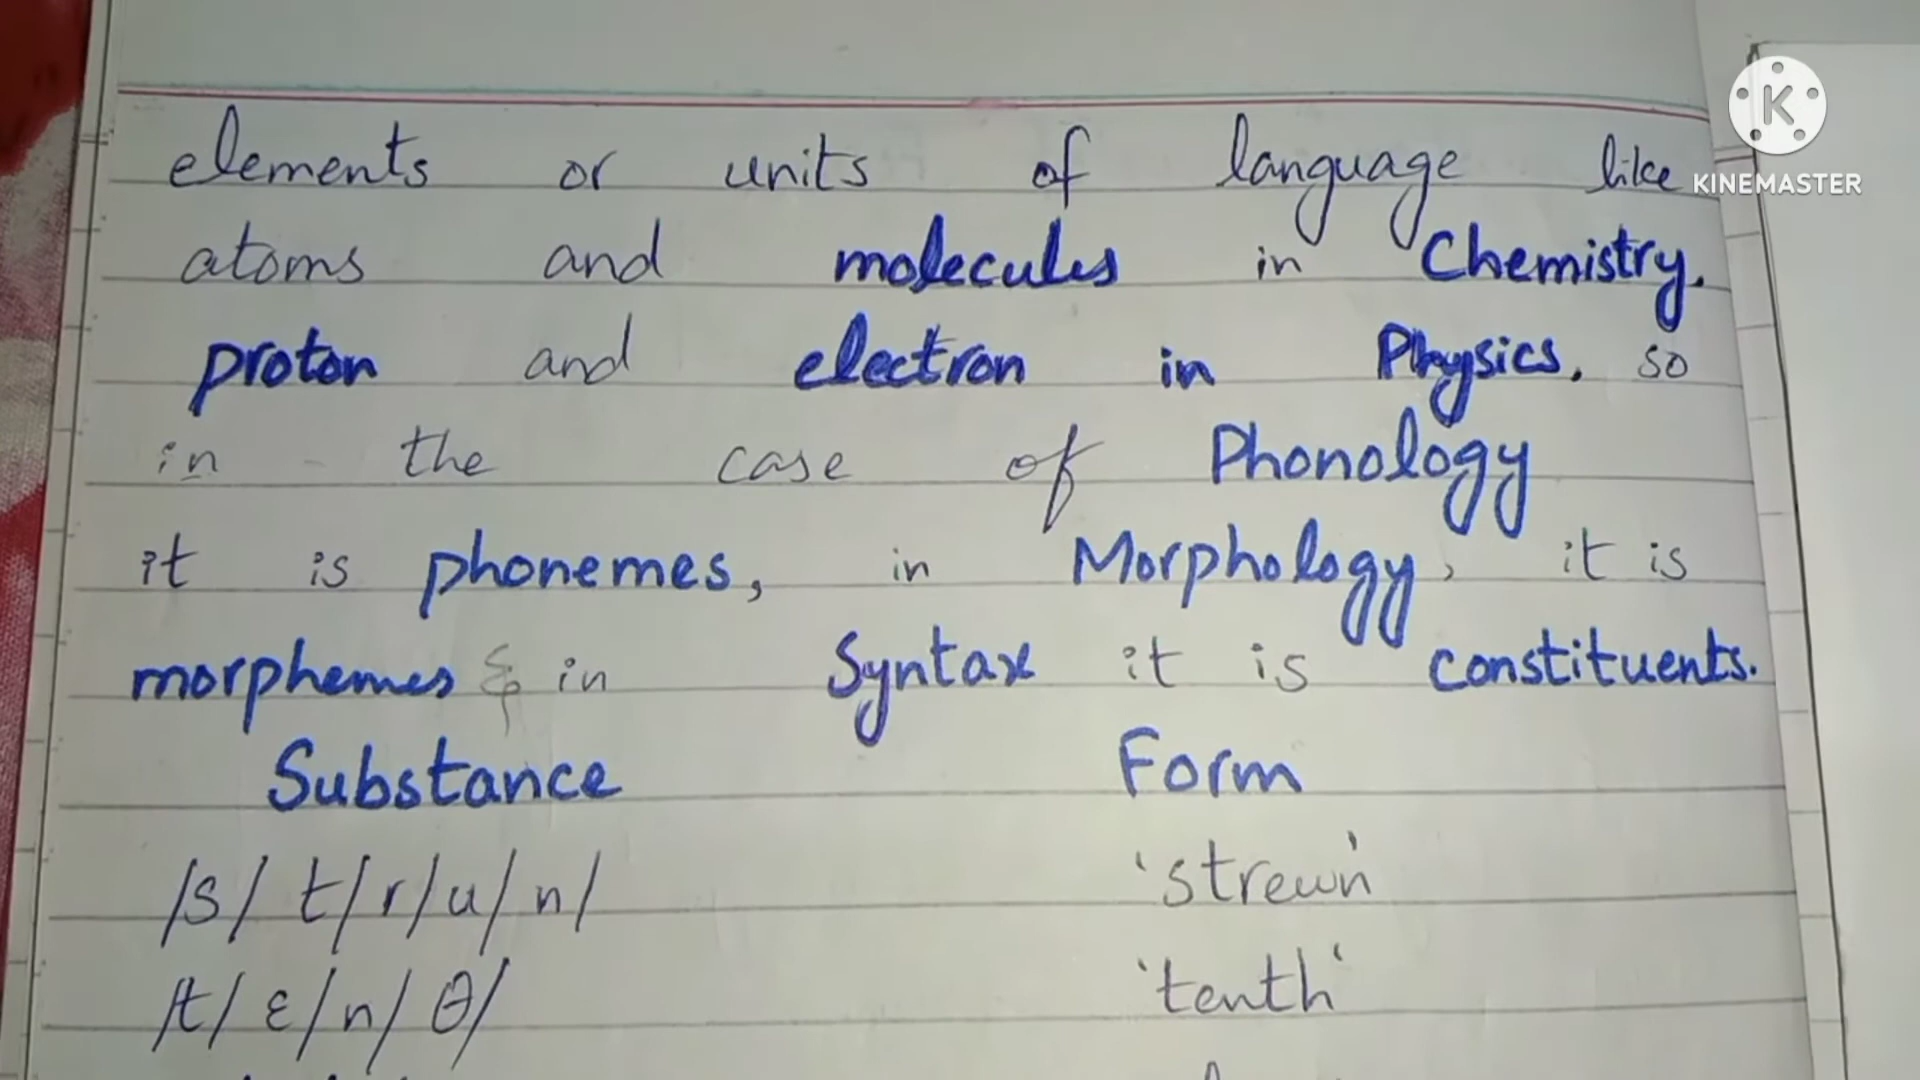 elements or units of language like
KINEMASTER
atoms and molecules in Chemistry.
proton and electron in Physics. so
in the case of Phonology
it is phonemes, in Morphology, it is
morphemes & in Syntax it is constituents.
Substance Form
/s/ t/r/u/n/ 'strewn'
/t/ ɛ/n/ θ/ 'tenth'